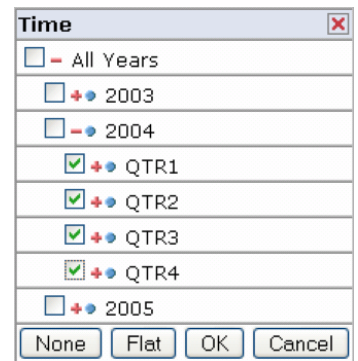 Time
All Years
2003
2004
QTR1
QTR2
QTR3
QTR4
2005
None Flat OK Cancel